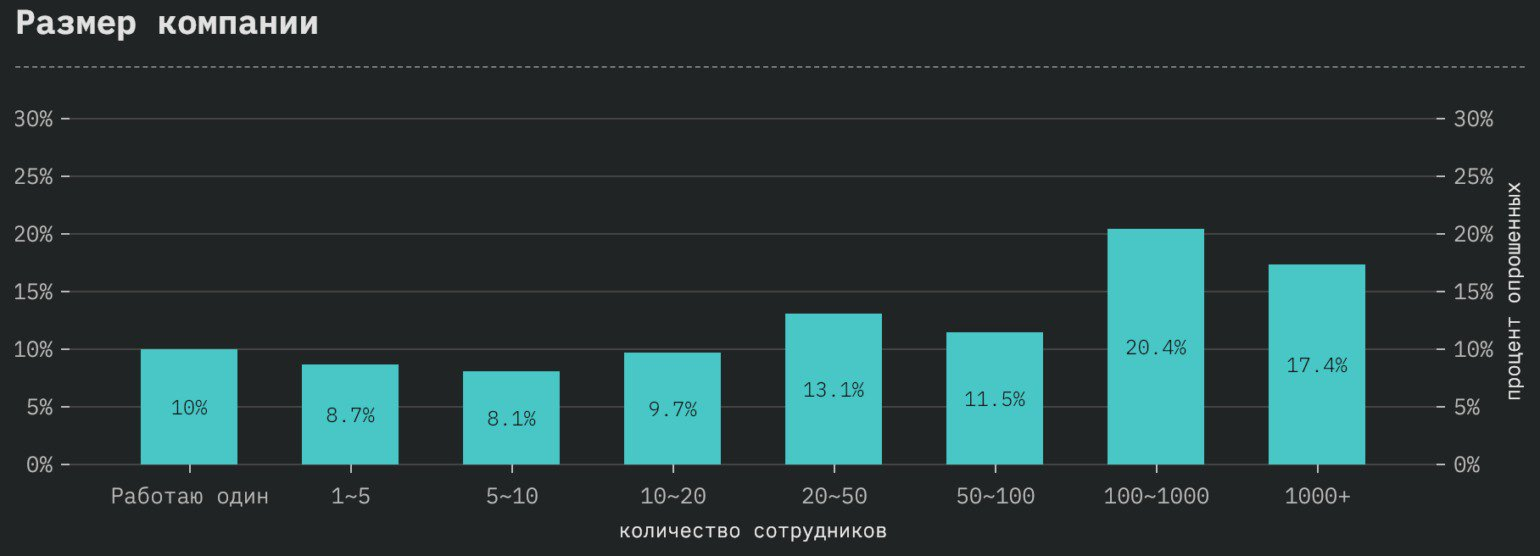 Размер компании
30% 30%
25% 25%
20% 20%
15% 15%
10% 10%
5% 5%
0% 0%
10% 8.7% 8.1% 9.7% 13.1% 11.5% 20.4% 17.4%
Работаю один 1~5 5~10 10~20 20~50 50~100 100~1000 1000+
количество сотрудников
процент опрошенных